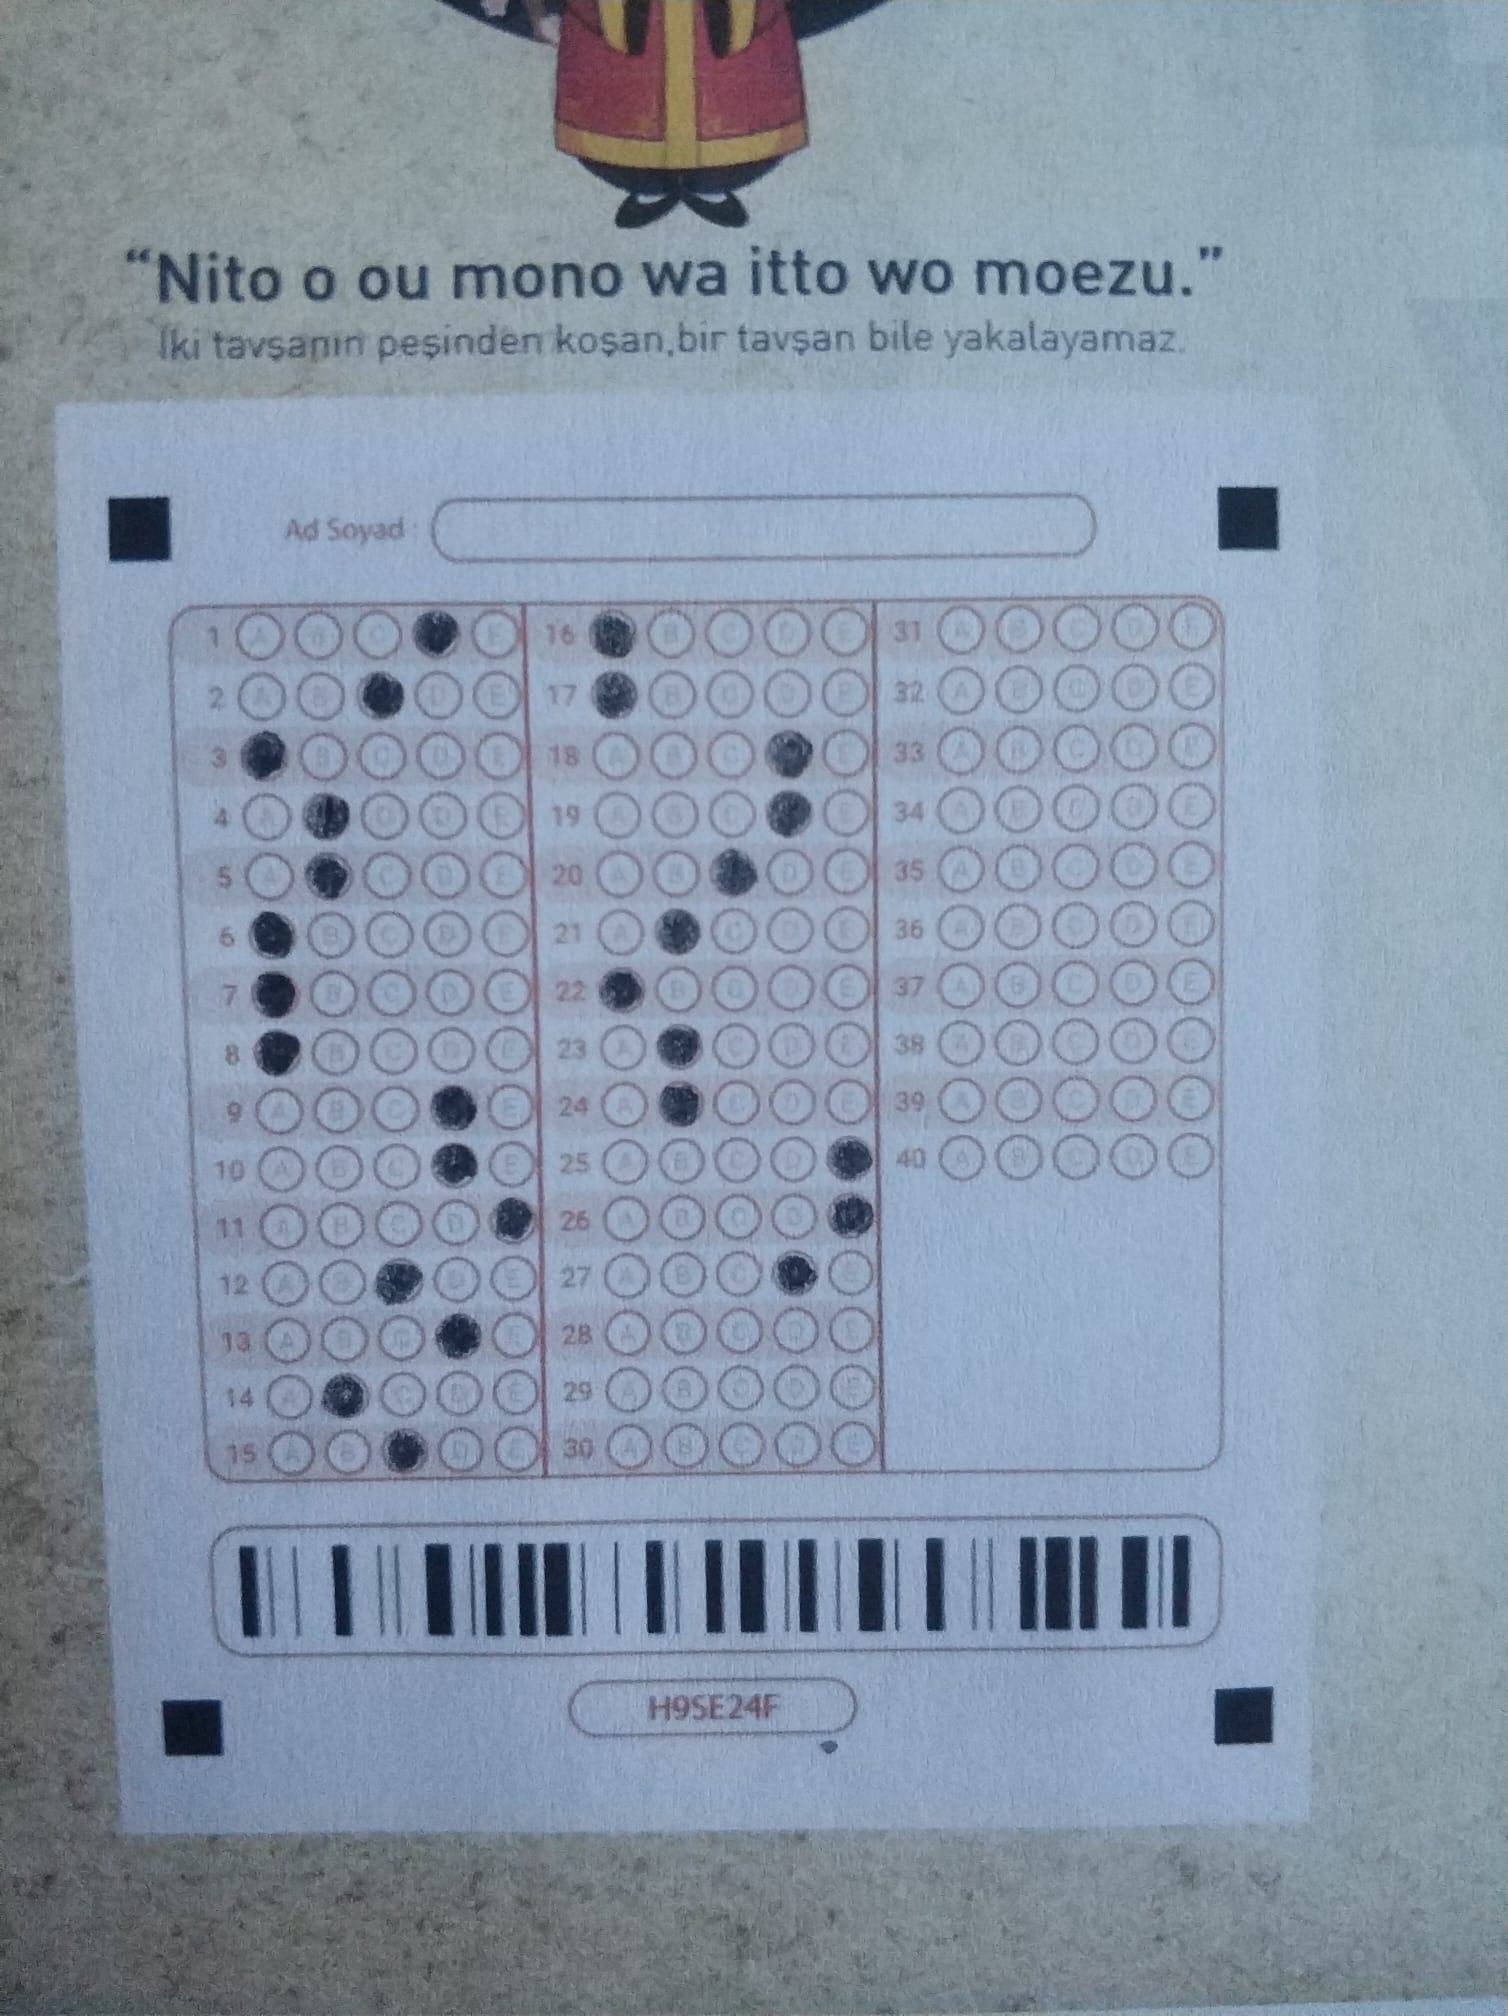 “Nito o ou mono wa itto wo moezu.”
İki tavşanın peşinden koşan,bir tavşan bile yakalayamaz.
Ad Soyad
1 A B C E 16 B C D E 31 A B C D E
2 A B D E 17 B C D E 32 A B C D E
3 B C D E 18 A B C E 33 A B C D E
4 A C D E 19 A B C E 34 A B C D E
5 A C D E 20 A B D E 35 A B C D E
6 B C D E 21 A C D E 36 A B C D E
7 B C D E 22 B C D E 37 A B C D E
8 B C D E 23 A C D E 38 A B C D E
9 A B C E 24 A C D E 39 A B C D E
10 A B C E 25 A B C D 40 A B C D E
11 A B C D 26 A B C D
12 A B D E 27 A B C E
13 A B C E 28 A B C D E
14 A C D E 29 A B C D E
15 A B D E 30 A B C D E
H9SE24F